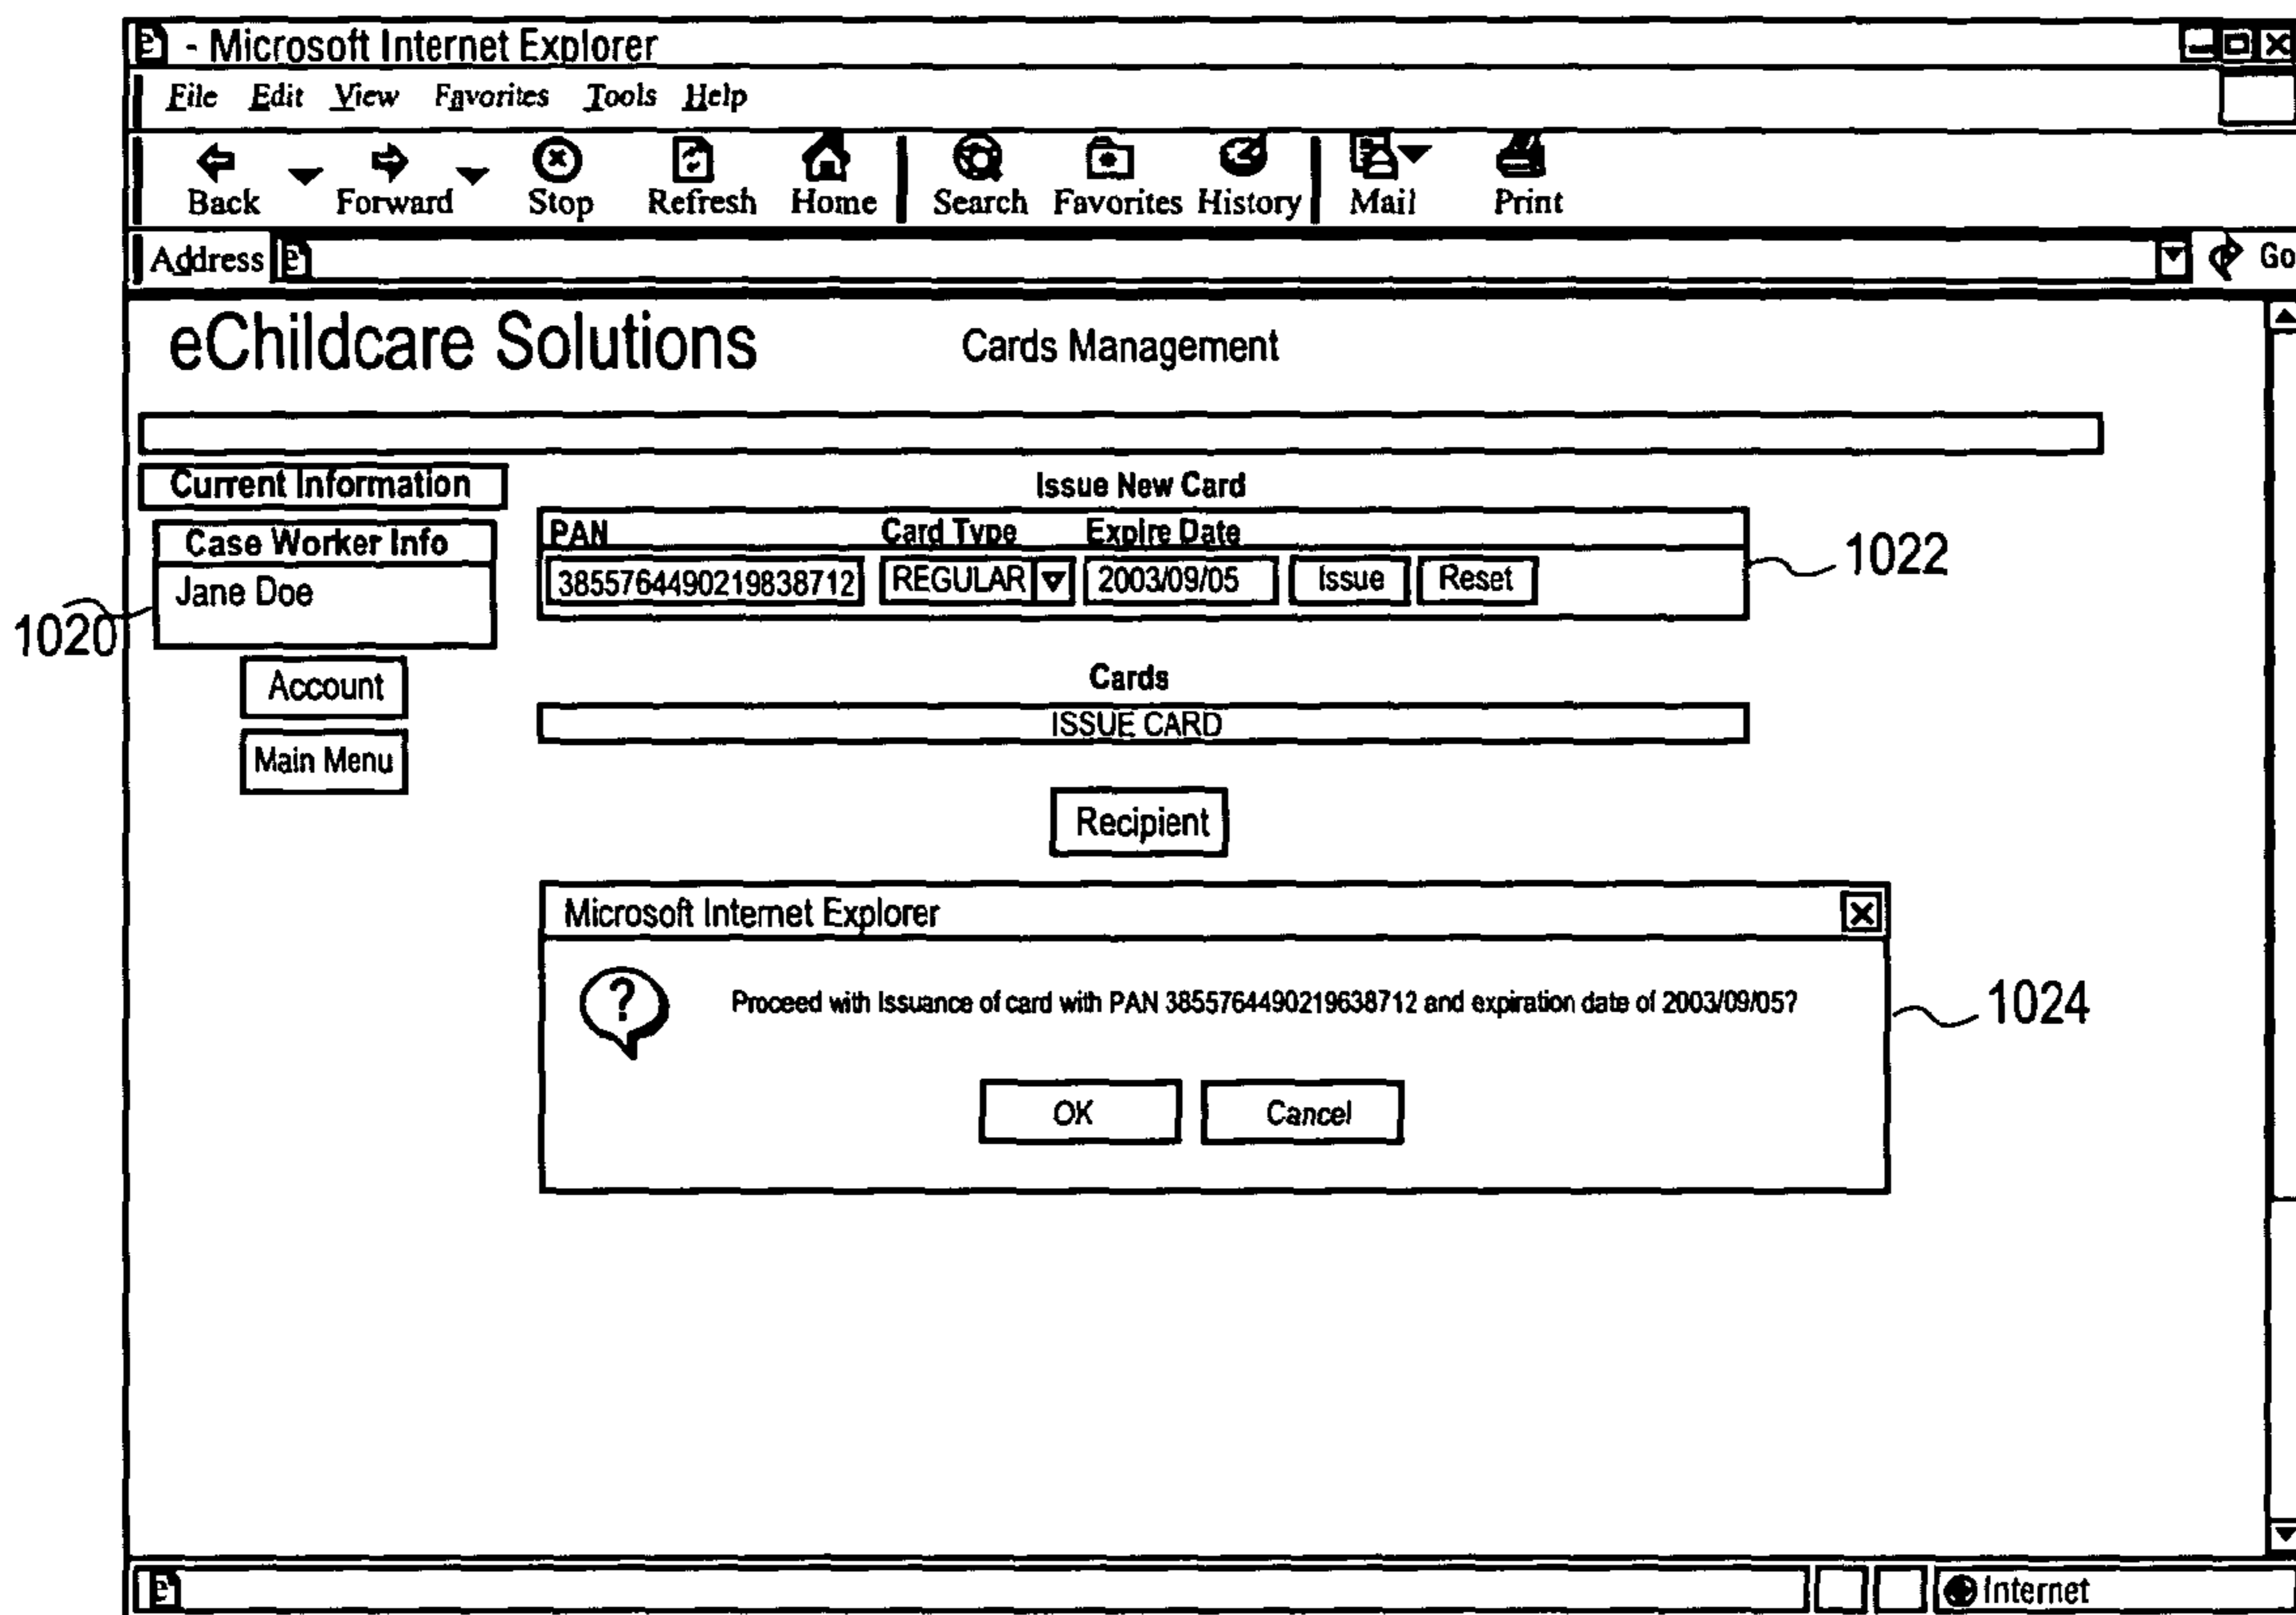 - Microsoft Internet Explorer
File Edit View Favorites Tools Help
Back Forward Stop Refresh Home Search Favorites History Mail Print
Address Go
eChildcare Solutions Cards Management
Current Information Issue New Card
Case Worker Info PAN Card Type Expire Date
Jane Doe 3855764490219838712 REGULAR 2003/09/05 Issue Reset 1022
1020
Account Cards
ISSUE CARD
Main Menu
Recipient
Microsoft Internet Explorer
? Proceed with Issuance of card with PAN 3855764490219638712 and expiration date of 2003/09/05? 1024
OK Cancel
Internet